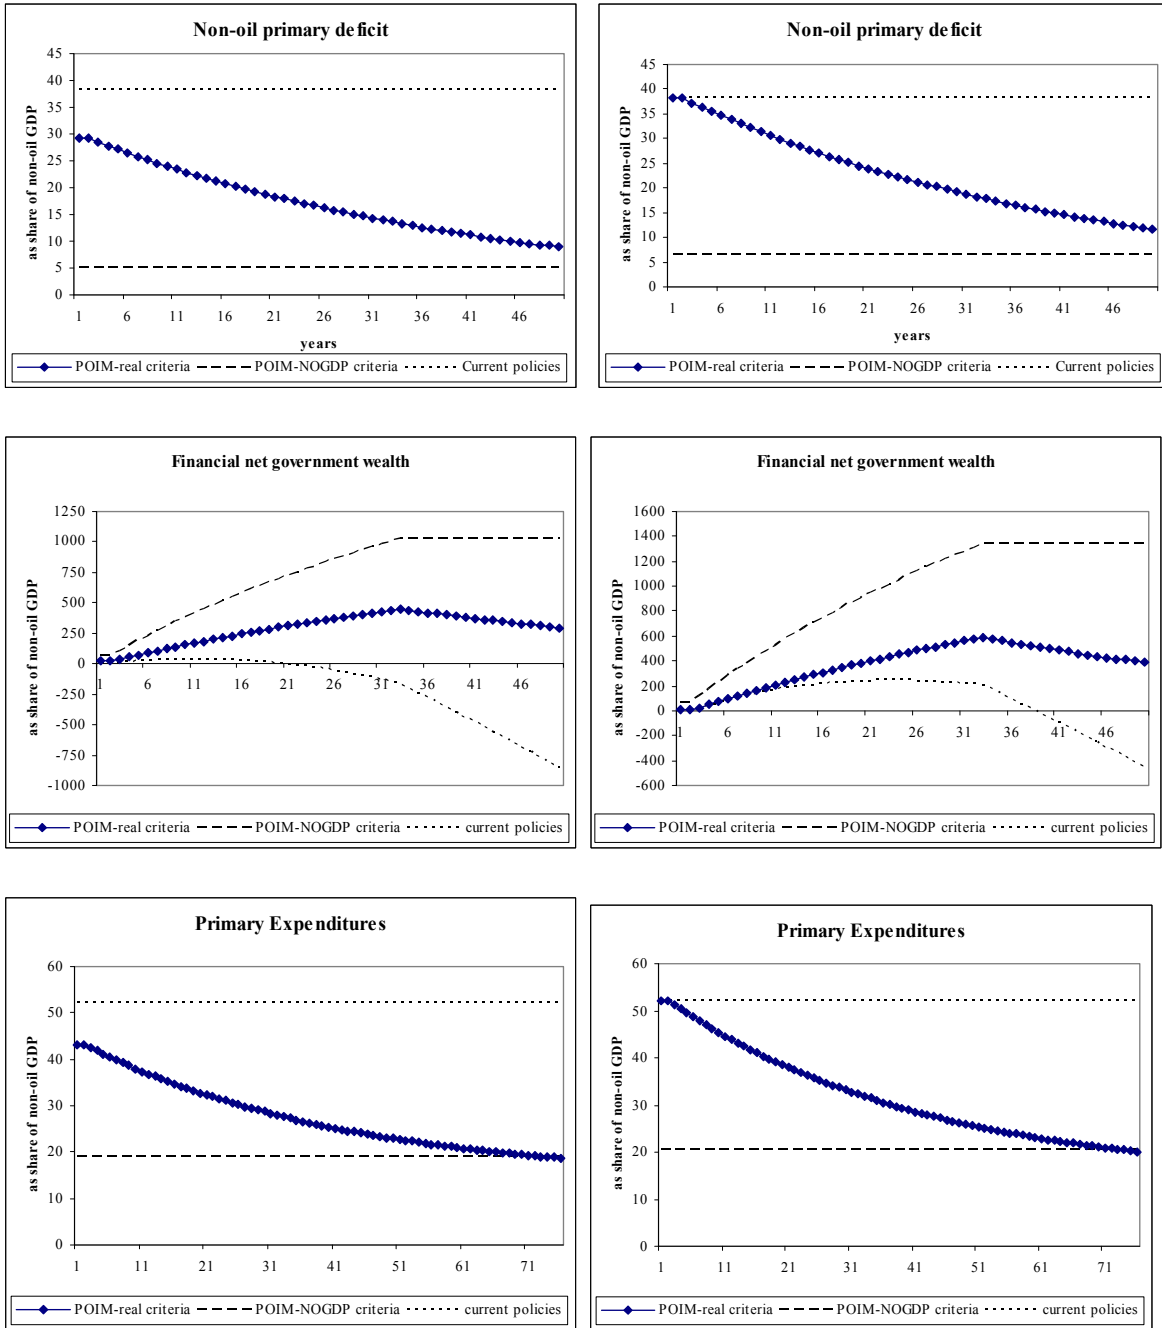 Non-oil primary deficit
45
40
35
30
25
20
15
10
5
0
as share of non-oil GDP
1 6 11 16 21 26 31 36 41 46
years
POIM-real criteria POIM-NOGDP criteria Current policies
Non-oil primary deficit
45
40
35
30
25
20
15
10
5
0
as share of non-oil GDP
1 6 11 16 21 26 31 36 41 46
years
POIM-real criteria POIM-NOGDP criteria Current policies
Financial net government wealth
1250
1000
750
500
250
0
-250
-500
-750
-1000
as share of non-oil GDP
1 6 11 16 21 26 31 36 41 46
POIM-real criteria POIM-NOGDP criteria current policies
Financial net government wealth
1600
1400
1200
1000
800
600
400
200
0
-200
-400
-600
as share of non-oil GDP
1 6 11 16 21 26 31 36 41 46
POIM-real criteria POIM-NOGDP criteria current policies
Primary Expenditures
60
50
40
30
20
10
0
as share of non-oil GDP
1 11 21 31 41 51 61 71
POIM-real criteria POIM-NOGDP criteria current policies
Primary Expenditures
60
50
40
30
20
10
0
as share of non-oil GDP
1 11 21 31 41 51 61 71
POIM-real criteria POIM-NOGDP criteria current policies